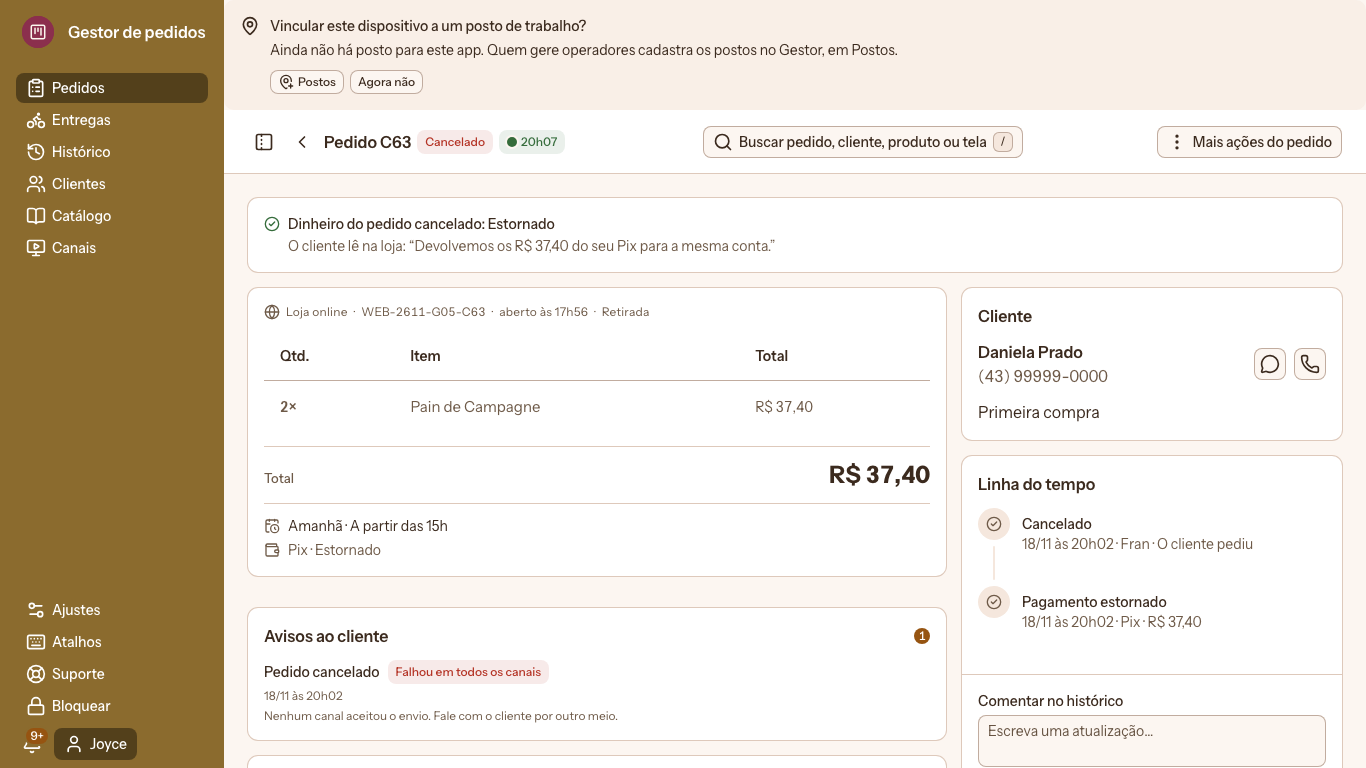 Gestor de pedidos
Pedidos
Entregas
Histórico
Clientes
Catálogo
Canais
Ajustes
Atalhos
Suporte
Bloquear
9+
Joyce
Vincular este dispositivo a um posto de trabalho?
Ainda não há posto para este app. Quem gere operadores cadastra os postos no Gestor, em Postos.
Postos
Agora não
Pedido C63
Cancelado
20h07
Buscar pedido, cliente, produto ou tela /
Mais ações do pedido
Dinheiro do pedido cancelado: Estornado
O cliente lê na loja: “Devolvemos os R$ 37,40 do seu Pix para a mesma conta.”
Loja online · WEB-2611-G05-C63 · aberto às 17h56 · Retirada
Qtd. Item Total
2× Pain de Campagne R$ 37,40
Total R$ 37,40
Amanhã · A partir das 15h
Pix · Estornado
Avisos ao cliente 1
Pedido cancelado Falhou em todos os canais
18/11 às 20h02
Nenhum canal aceitou o envio. Fale com o cliente por outro meio.
Cliente
Daniela Prado
(43) 99999-0000
Primeira compra
Linha do tempo
Cancelado
18/11 às 20h02 · Fran · O cliente pediu
Pagamento estornado
18/11 às 20h02 · Pix · R$ 37,40
Comentar no histórico
Escreva uma atualização...